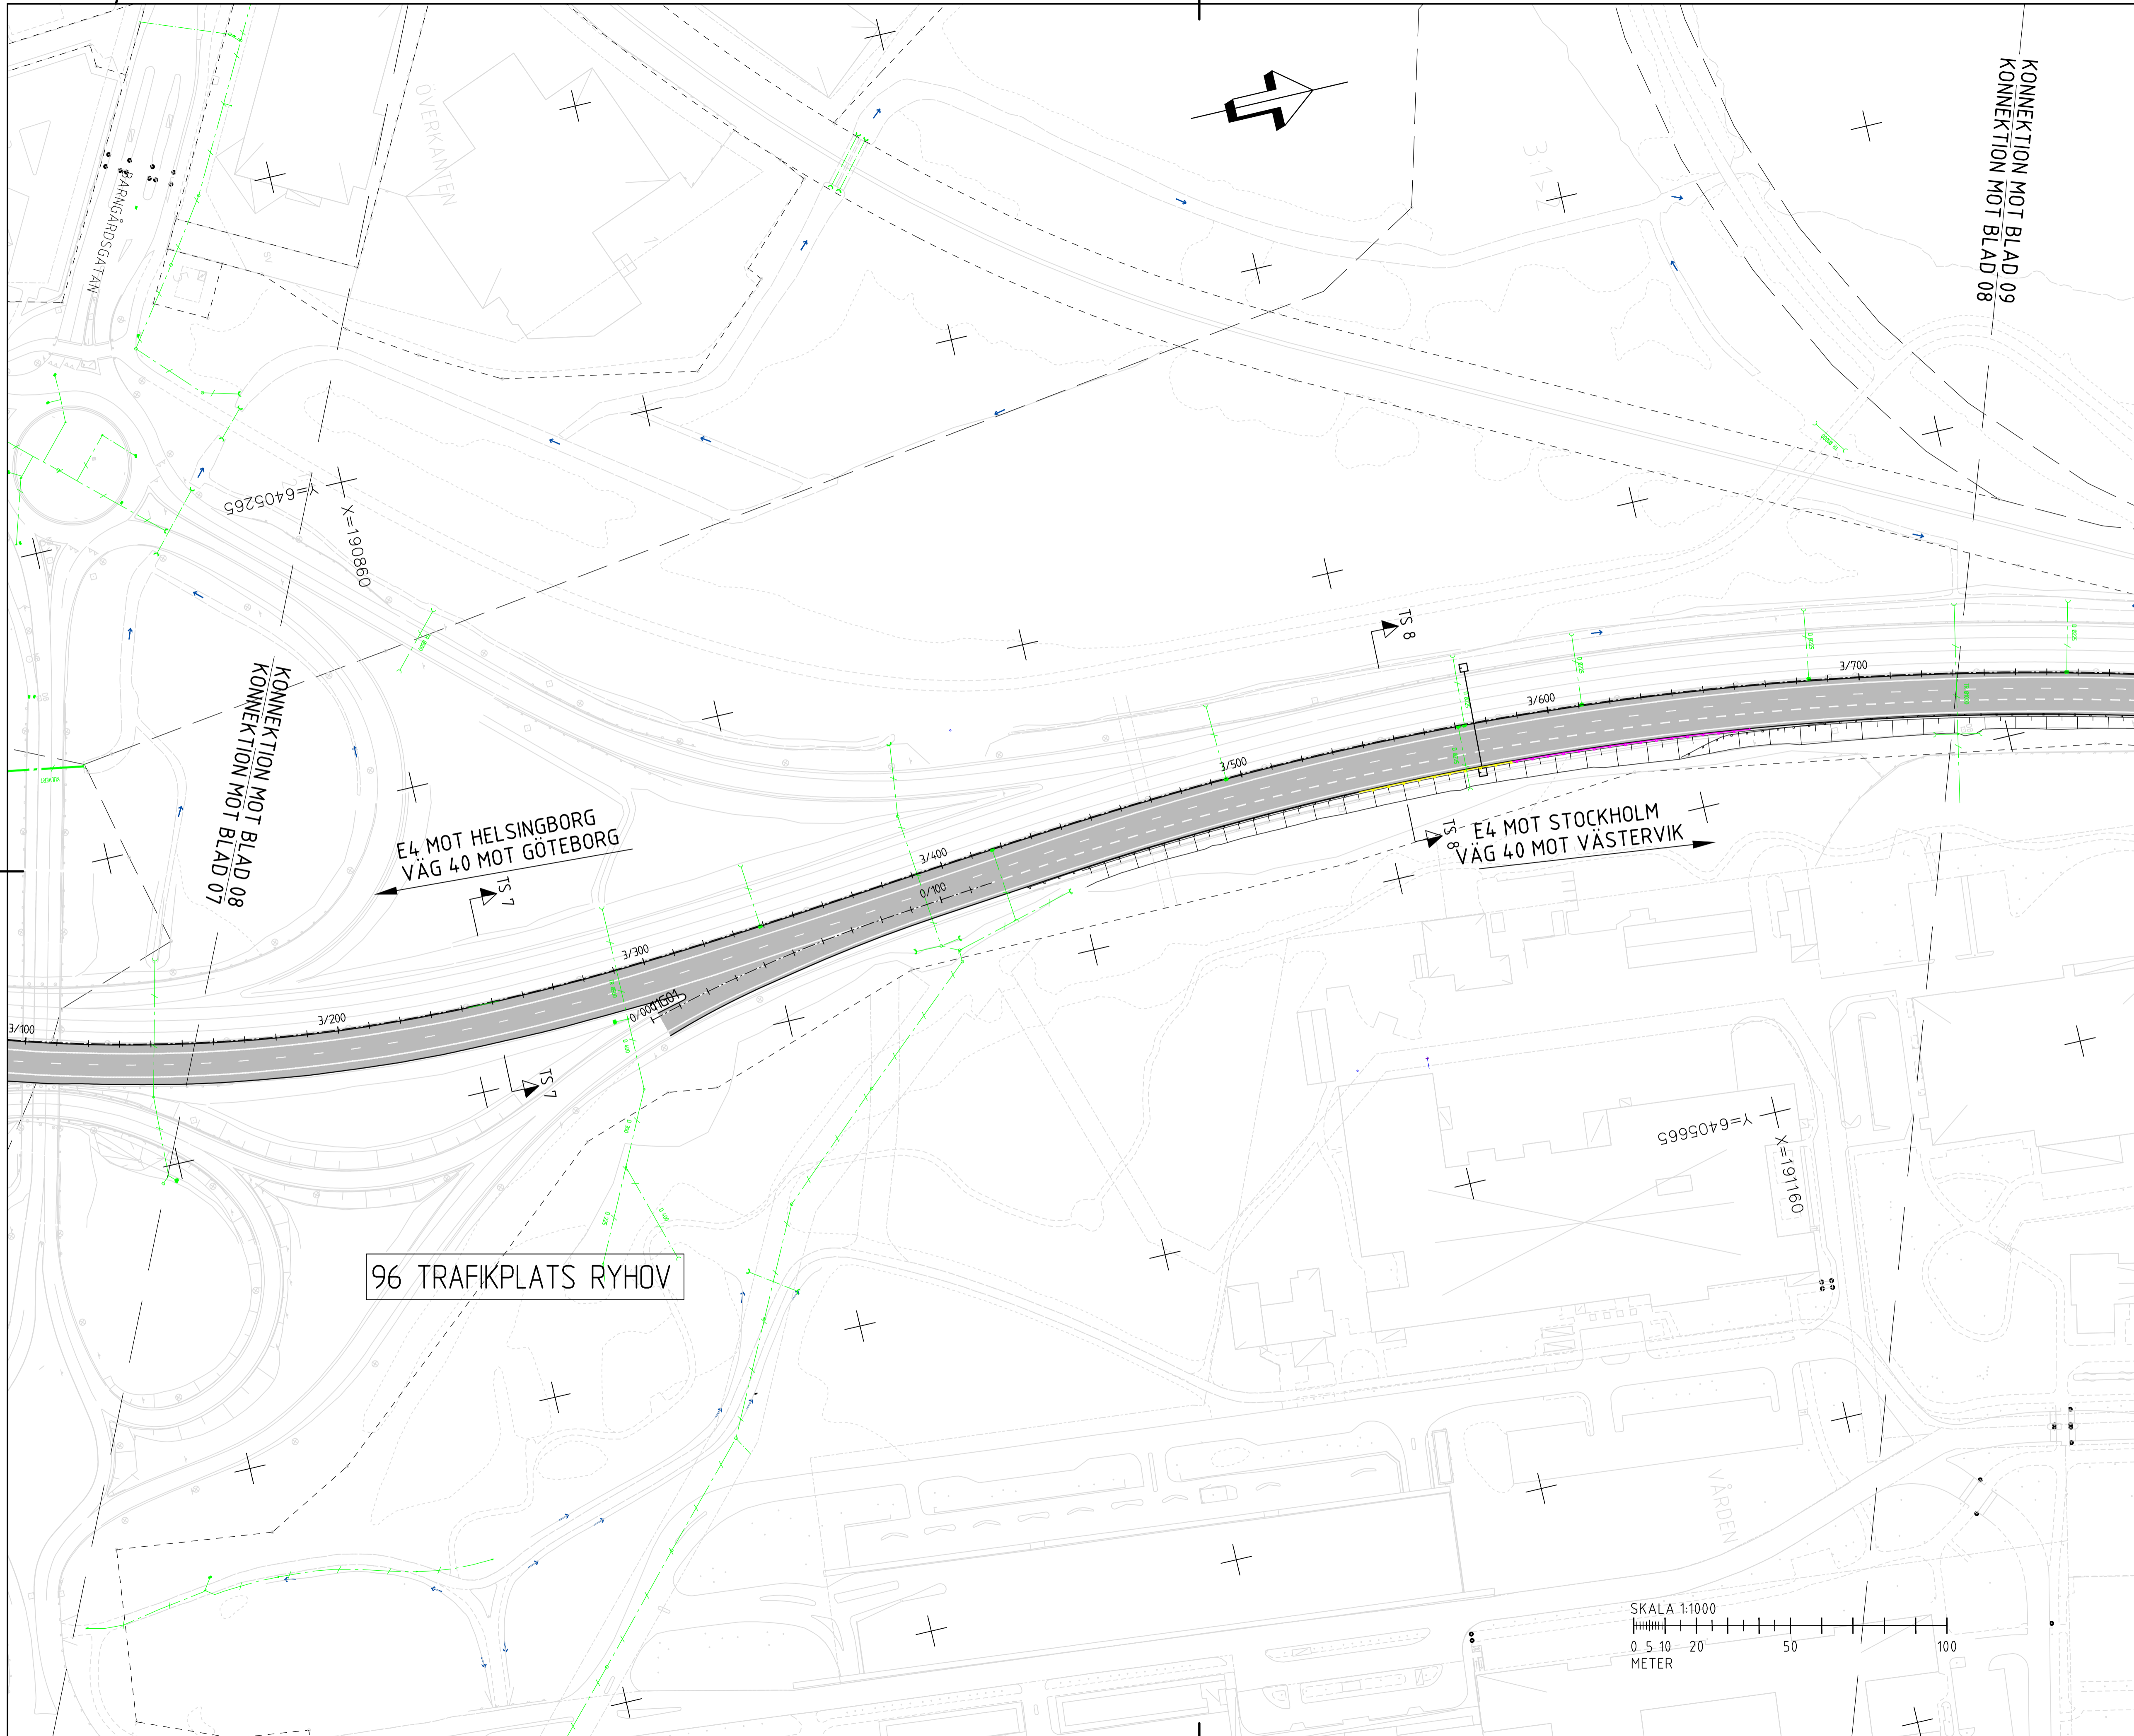 ÖVERKANTEN
BARNGÅRDSGATAN
31>2
KONNEKTION MOT BLAD 09
KONNEKTION MOT BLAD 08
Y=6405265
X=190860
KONNEKTION MOT BLAD 08
KONNEKTION MOT BLAD 07
TS 8
TS 8
3/700
3/600
3/500
3/400
0/100
3/300
3/200
3/100
0/000
E4 MOT HELSINGBORG
VÄG 40 MOT GÖTEBORG
TS 7
TS 7
E4 MOT STOCKHOLM
VÄG 40 MOT VÄSTERVIK
Y=6405665
X=191160
96 TRAFIKPLATS RYHOV
VÅRDEN
SKALA 1:1000
0 5 10 20 50 100
METER